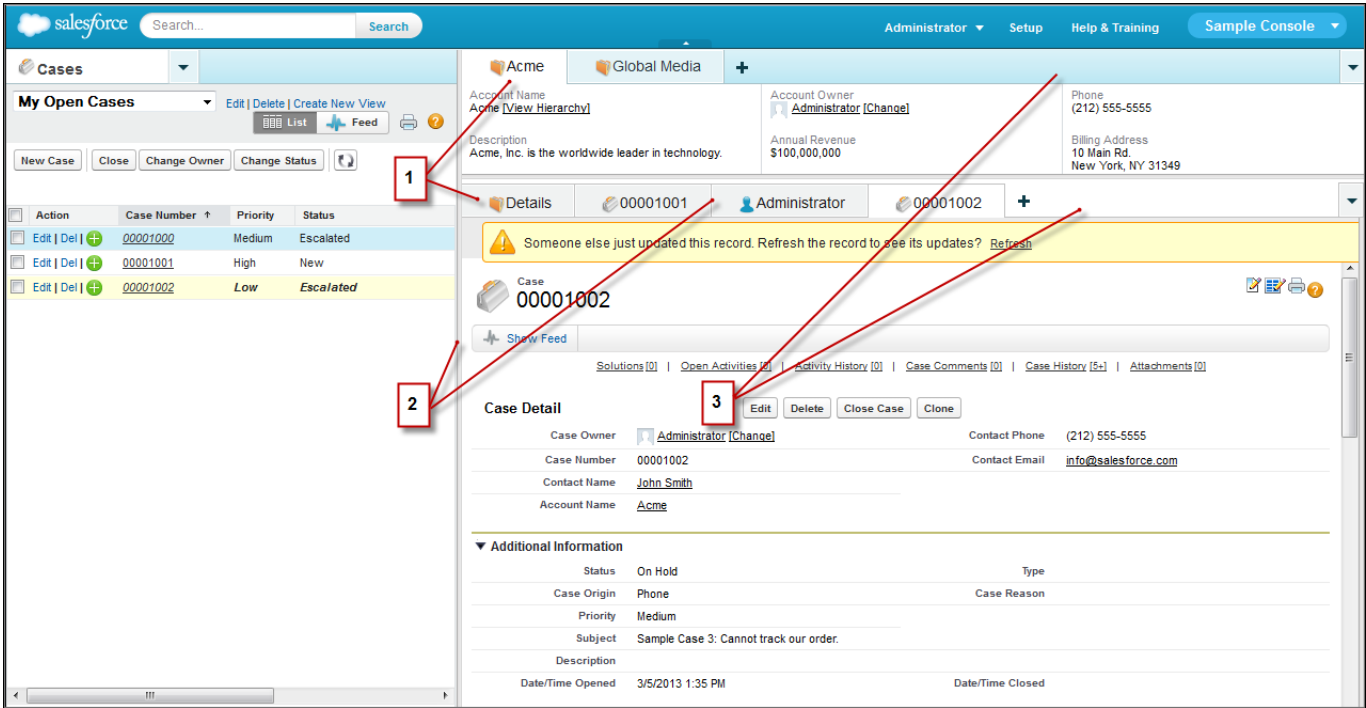 salesforce Search... Search Administrator Setup Help & Training Sample Console
Cases
My Open Cases Edit | Delete | Create New View
List Feed
New Case Close Change Owner Change Status
Action Case Number ↑ Priority Status
Edit | Del | 00001000 Medium Escalated
Edit | Del | 00001001 High New
Edit | Del | 00001002 Low Escalated
Acme Global Media
Account Name Account Owner Phone
Acme [View Hierarchy] Administrator [Change] (212) 555-5555
Description Annual Revenue Billing Address
Acme, Inc. is the worldwide leader in technology. $100,000,000 10 Main Rd.
New York, NY 31349
1
Details 00001001 Administrator 00001002
Someone else just updated this record. Refresh the record to see its updates? Refresh
Case
00001002
Show Feed
Solutions [0] | Open Activities [0] | Activity History [0] | Case Comments [0] | Case History [5+] | Attachments [0]
2
3
Case Detail Edit Delete Close Case Clone
Case Owner Administrator [Change] Contact Phone (212) 555-5555
Case Number 00001002 Contact Email info@salesforce.com
Contact Name John Smith
Account Name Acme
Additional Information
Status On Hold Type
Case Origin Phone Case Reason
Priority Medium
Subject Sample Case 3: Cannot track our order.
Description
Date/Time Opened 3/5/2013 1:35 PM Date/Time Closed